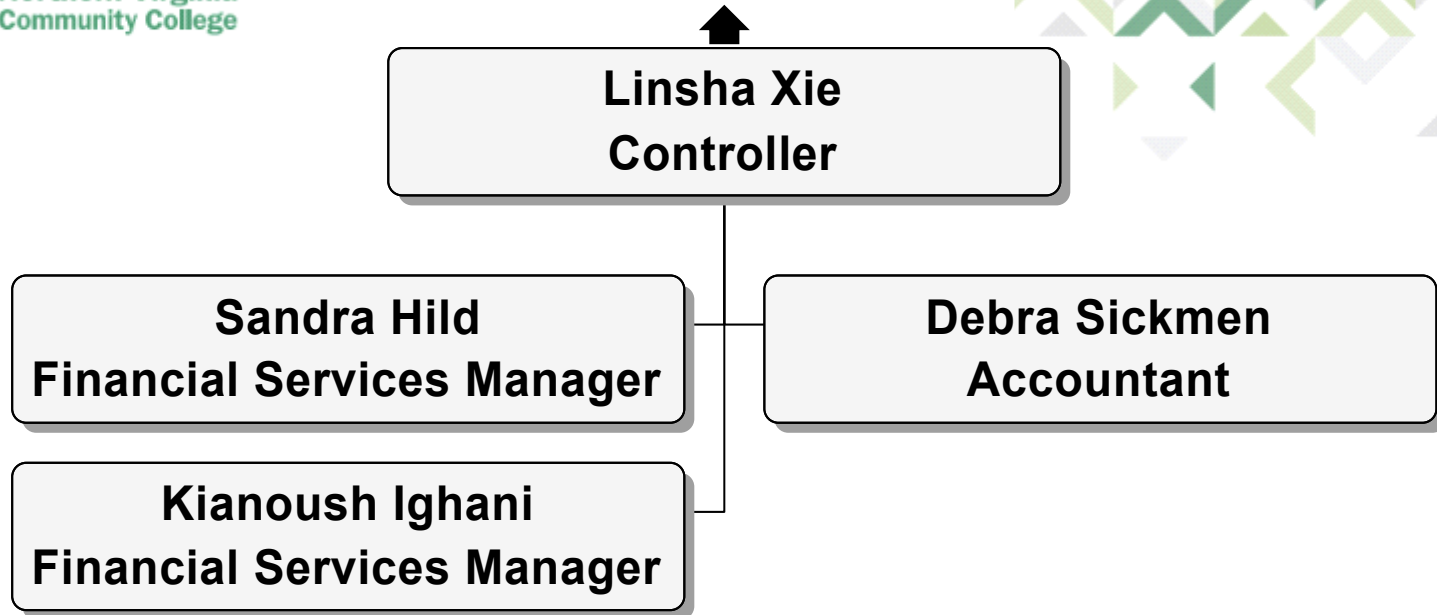 Community College
Linsha Xie
Controller
Sandra Hild
Financial Services Manager
Debra Sickmen
Accountant
Kianoush Ighani
Financial Services Manager